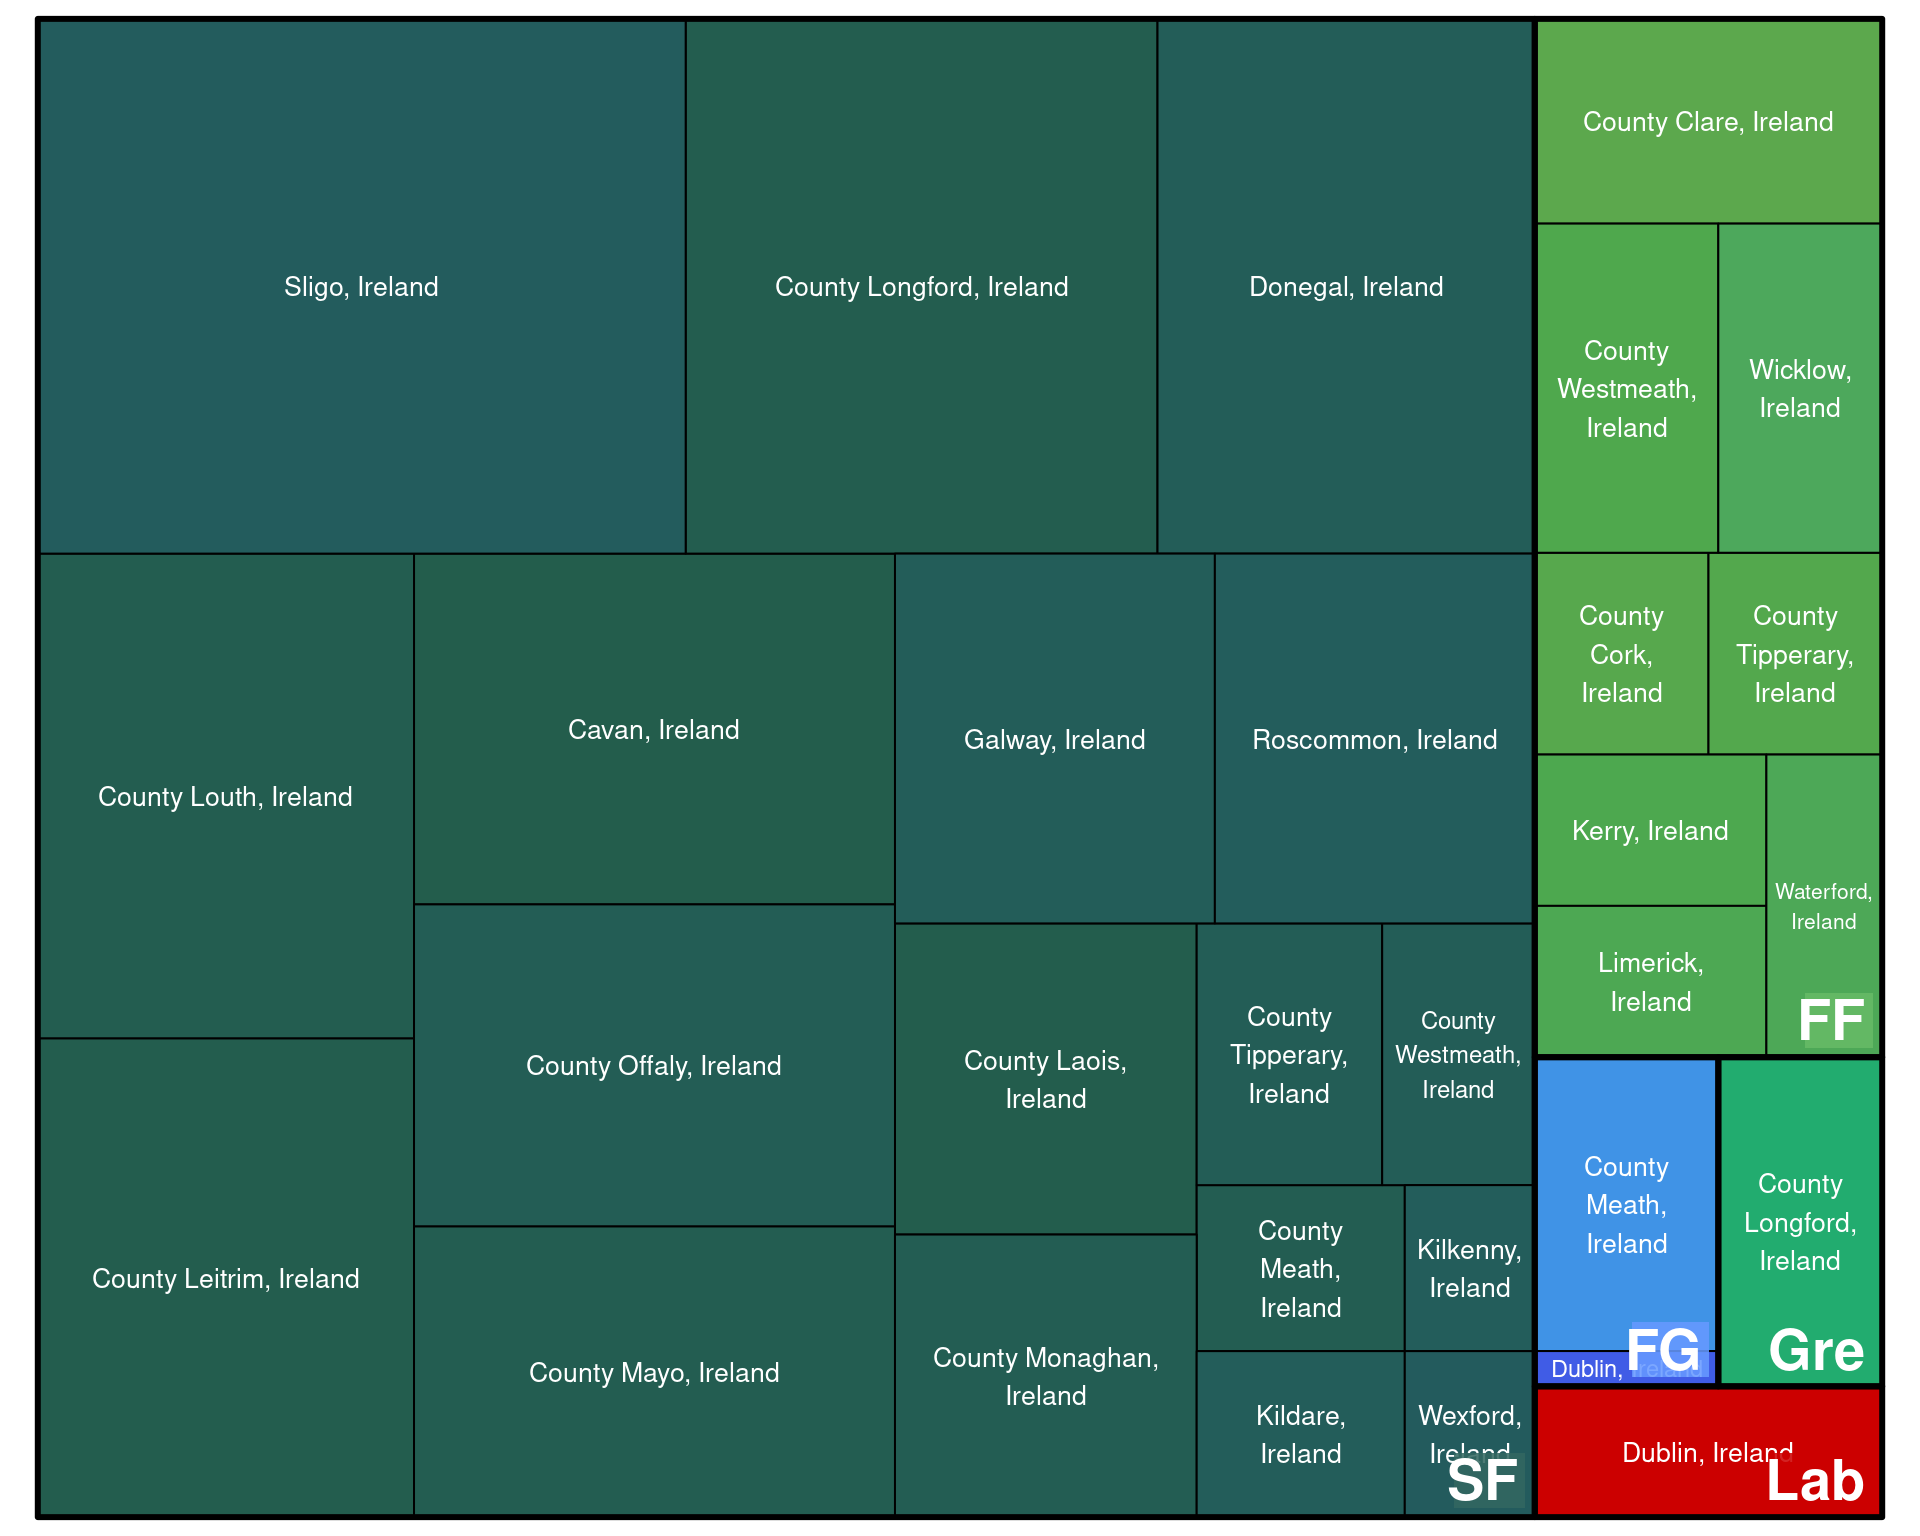 Sligo, Ireland
County Longford, Ireland
Donegal, Ireland
County Louth, Ireland
Cavan, Ireland
Galway, Ireland
Roscommon, Ireland
County Offaly, Ireland
County Laois,
Ireland
County
Tipperary,
Ireland
County
Westmeath,
Ireland
County Leitrim, Ireland
County Mayo, Ireland
County Monaghan,
Ireland
County
Meath,
Ireland
Kilkenny,
Ireland
Kildare,
Ireland
Wexford,
Ireland
SF
County Clare, Ireland
County
Westmeath,
Ireland
Wicklow,
Ireland
County
Cork,
Ireland
County
Tipperary,
Ireland
Kerry, Ireland
Waterford,
Ireland
Limerick,
Ireland
FF
County
Meath,
Ireland
Dublin, Ireland
FG
County
Longford,
Ireland
Gre
Dublin, Ireland
Lab